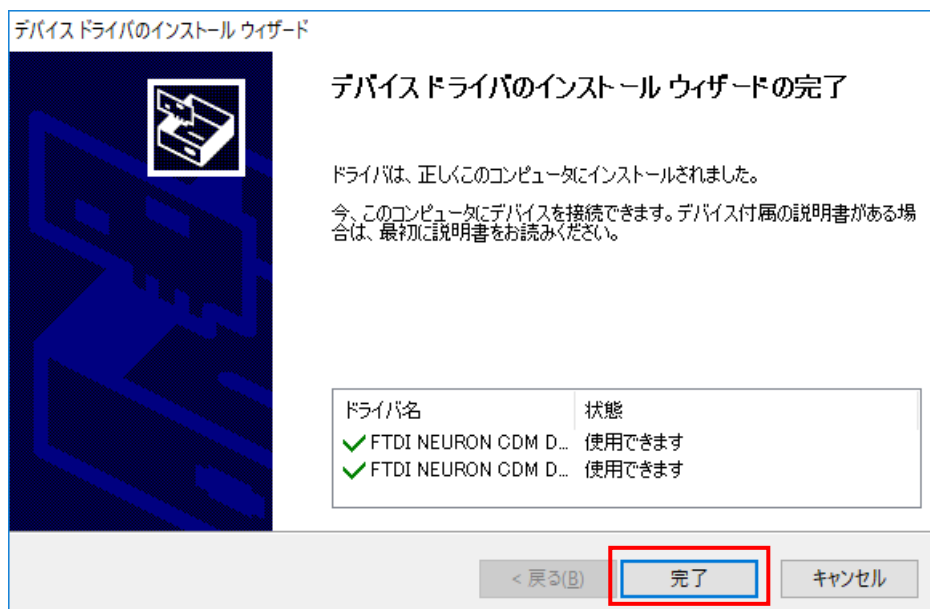 デバイス ドライバのインストール ウィザード
デバイス ドライバのインストール ウィザードの完了
ドライバは、正しくこのコンピュータにインストールされました。
今、このコンピュータにデバイスを接続できます。デバイス付属の説明書がある場
合は、最初に説明書をお読みください。
ドライバ名 状態
FTDI NEURON CDM D... 使用できます
FTDI NEURON CDM D... 使用できます
< 戻る(B) 完了 キャンセル